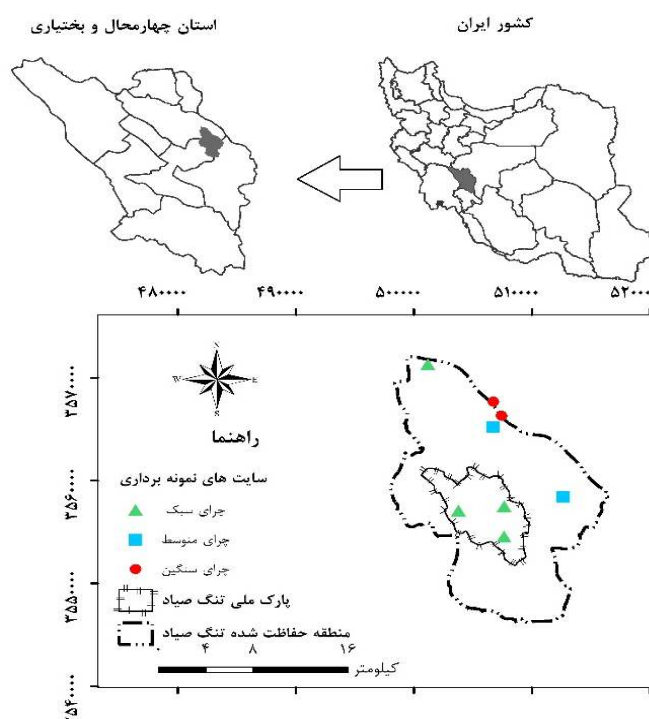 کشور ایران
استان چهارمحال و بختیاری
۴۸۰۰۰۰ ۴۹۰۰۰۰ ۵۰۰۰۰۰ ۵۱۰۰۰۰ ۵۲۰۰۰۰
۳۵۷۰۰۰۰
۳۵۶۰۰۰۰
۳۵۵۰۰۰۰
۳۵۴۰۰۰۰
N
W E
S
راهنما
سایت های نمونه برداری
چرای سبک
چرای متوسط
چرای سنگین
پارک ملی تنگ صیاد
منطقه حفاظت شده تنگ صیاد
۰ ۴ ۸ ۱۶
کیلومتر